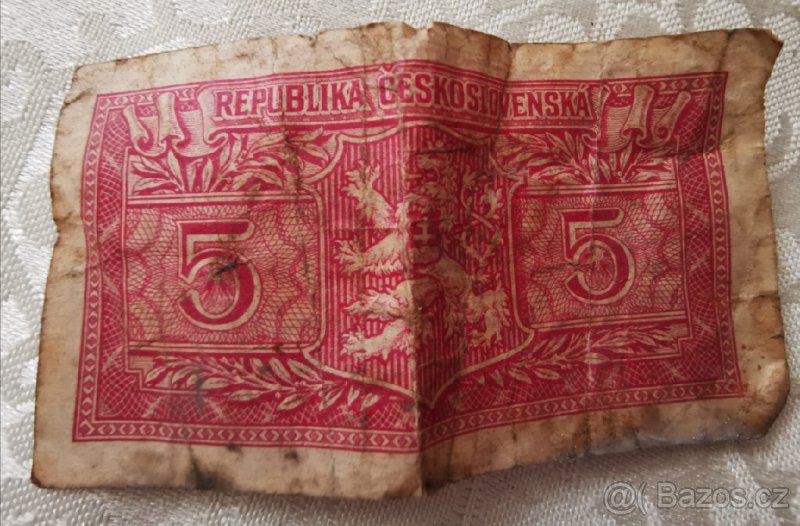 REPUBLIKA ČESKOSLOVENSKÁ
5 5
@ Bazos.cz